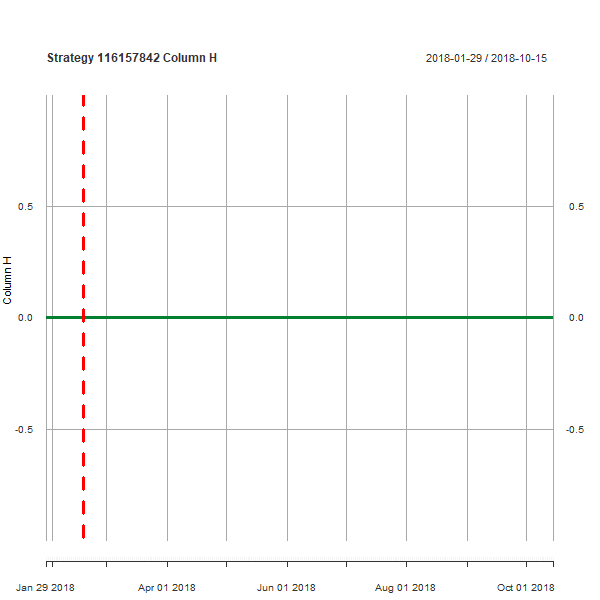 Strategy 116157842 Column H
2018-01-29 / 2018-10-15
Column H
0.5
0.5
0.0
0.0
-0.5
-0.5
Jan 29 2018
Apr 01 2018
Jun 01 2018
Aug 01 2018
Oct 01 2018